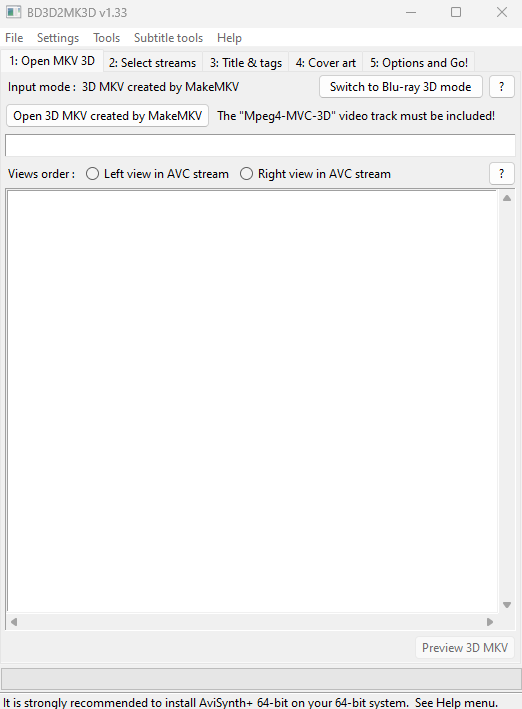 BD3D2MK3D v1.33
File Settings Tools Subtitle tools Help
1: Open MKV 3D 2: Select streams 3: Title & tags 4: Cover art 5: Options and Go!
Input mode : 3D MKV created by MakeMKV Switch to Blu-ray 3D mode ?
Open 3D MKV created by MakeMKV The "Mpeg4-MVC-3D" video track must be included!
Views order : Left view in AVC stream Right view in AVC stream ?
Preview 3D MKV
It is strongly recommended to install AviSynth+ 64-bit on your 64-bit system. See Help menu.